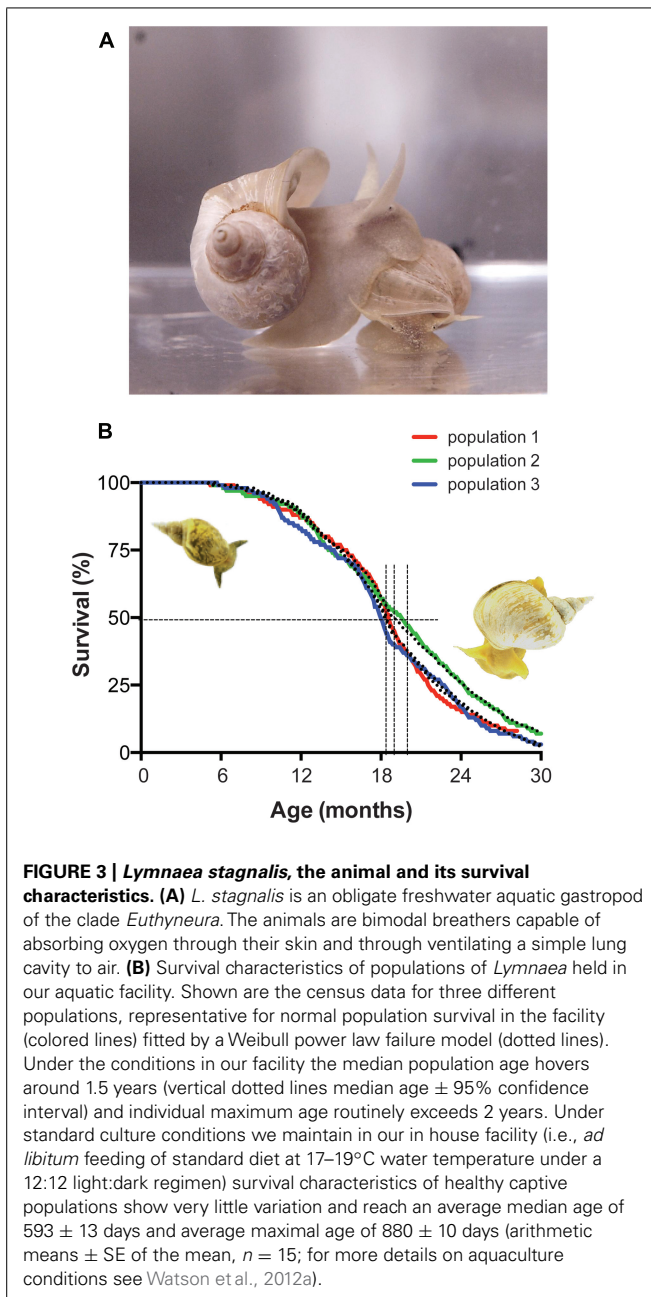 A
B
population 1
population 2
population 3
100
75
50
25
0
Survival (%)
0 6 12 18 24 30
Age (months)
FIGURE 3 | Lymnaea stagnalis, the animal and its survival
characteristics. (A) L. stagnalis is an obligate freshwater aquatic gastropod
of the clade Euthyneura. The animals are bimodal breathers capable of
absorbing oxygen through their skin and through ventilating a simple lung
cavity to air. (B) Survival characteristics of populations of Lymnaea held in
our aquatic facility. Shown are the census data for three different
populations, representative for normal population survival in the facility
(colored lines) fitted by a Weibull power law failure model (dotted lines).
Under the conditions in our facility the median population age hovers
around 1.5 years (vertical dotted lines median age ± 95% confidence
interval) and individual maximum age routinely exceeds 2 years. Under
standard culture conditions we maintain in our in house facility (i.e., ad
libitum feeding of standard diet at 17–19°C water temperature under a
12:12 light:dark regimen) survival characteristics of healthy captive
populations show very little variation and reach an average median age of
593 ± 13 days and average maximal age of 880 ± 10 days (arithmetic
means ± SE of the mean, n = 15; for more details on aquaculture
conditions see Watson et al., 2012a).